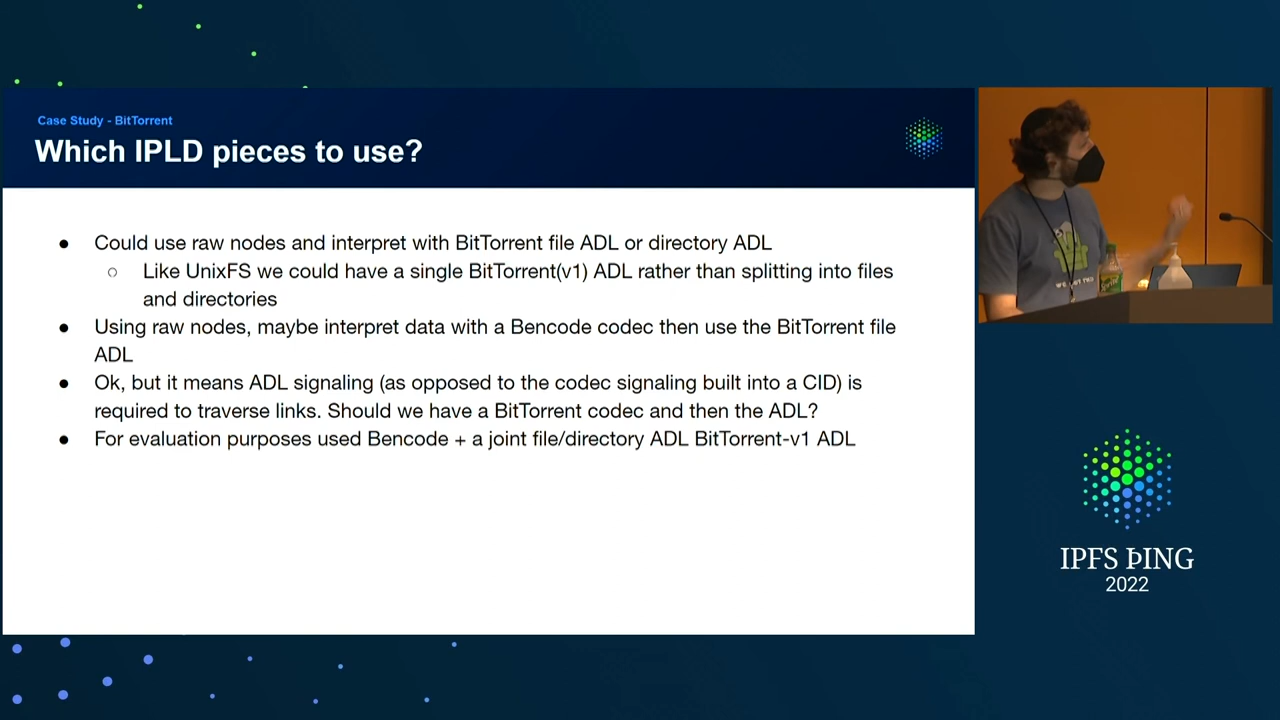 Case Study - BitTorrent
Which IPLD pieces to use?
● Could use raw nodes and interpret with BitTorrent file ADL or directory ADL
○ Like UnixFS we could have a single BitTorrent(v1) ADL rather than splitting into files
and directories
● Using raw nodes, maybe interpret data with a Bencode codec then use the BitTorrent file
ADL
● Ok, but it means ADL signaling (as opposed to the codec signaling built into a CID) is
required to traverse links. Should we have a BitTorrent codec and then the ADL?
● For evaluation purposes used Bencode + a joint file/directory ADL BitTorrent-v1 ADL
IPFS ÞING
2022